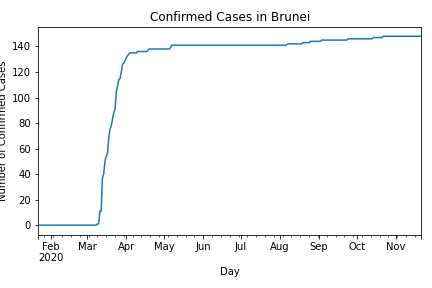 Confirmed Cases in Brunei
Number of Confirmed Cases
140
120
100
80
60
40
20
0
Feb Mar Apr May Jun Jul Aug Sep Oct Nov
2020
Day